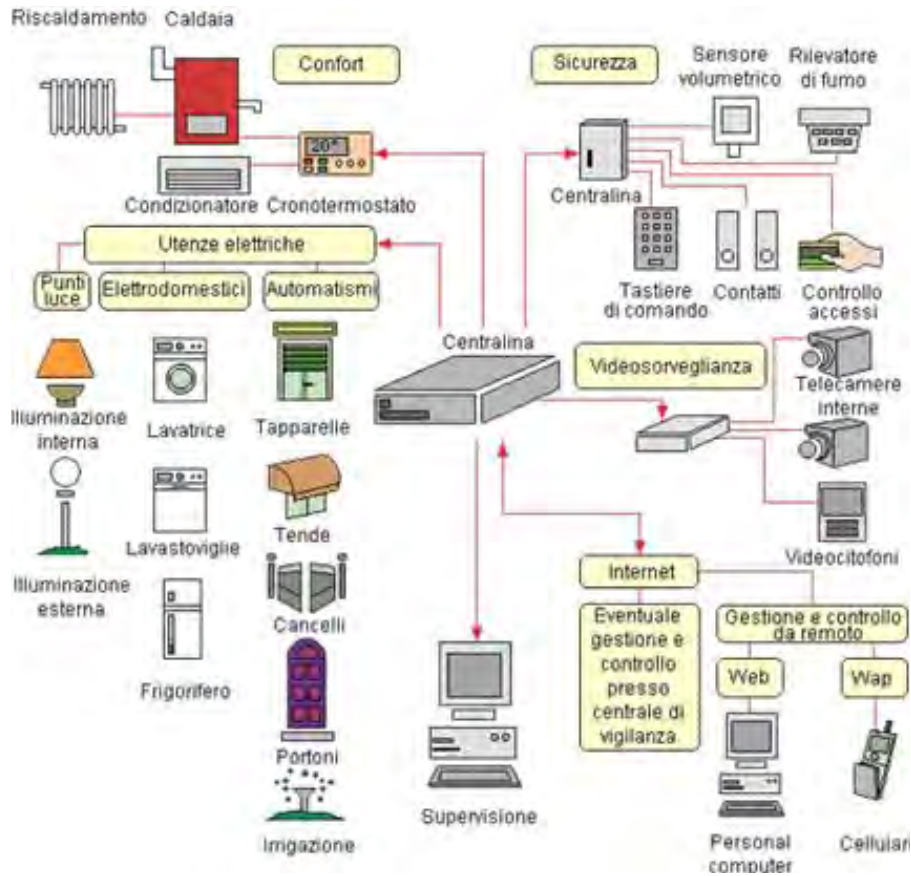 Riscaldamento
Caldaia
Confort
20°
Condizionatore
Cronotermostato
Sicurezza
Sensore
volumetrico
Rilevatore
di fumo
Centralina
Tastiere
di comando
Contatti
Controllo
accessi
Utenze elettriche
Punti
luce
Elettrodomestici
Automatismi
Illuminazione
interna
Illuminazione
esterna
Lavatrice
Lavastoviglie
Frigorifero
Tapparelle
Tende
Cancelli
Portoni
Irrigazione
Centralina
Videosorveglianza
Telecamere
interne
Videocitofoni
Supervisione
Internet
Eventuale
gestione e
controllo
presso
centrale di
vigilanza
Gestione e controllo
da remoto
Web
Wap
Personal
computer
Cellulari